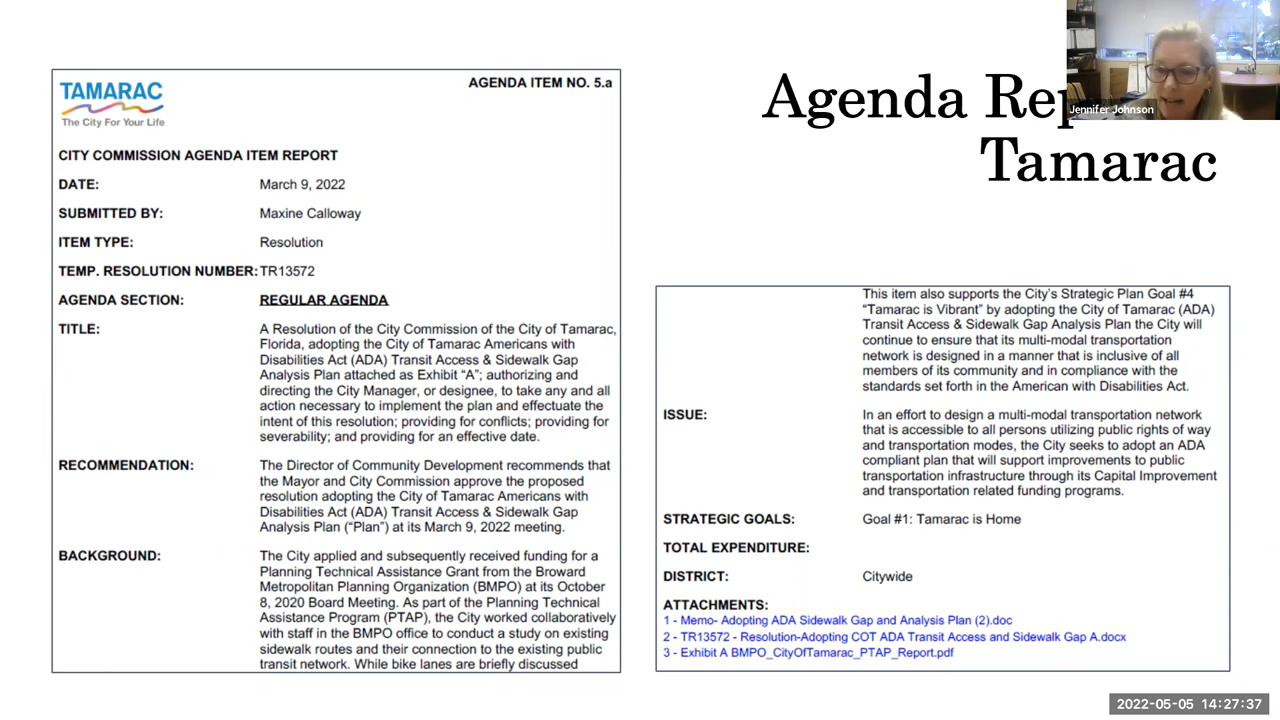 TAMARAC
The City For Your Life
AGENDA ITEM NO. 5.a
CITY COMMISSION AGENDA ITEM REPORT
DATE: March 9, 2022
SUBMITTED BY: Maxine Calloway
ITEM TYPE: Resolution
TEMP. RESOLUTION NUMBER: TR13572
AGENDA SECTION: REGULAR AGENDA
TITLE: A Resolution of the City Commission of the City of Tamarac,
Florida, adopting the City of Tamarac Americans with
Disabilities Act (ADA) Transit Access & Sidewalk Gap
Analysis Plan attached as Exhibit “A”; authorizing and
directing the City Manager, or designee, to take any and all
action necessary to implement the plan and effectuate the
intent of this resolution; providing for conflicts; providing for
severability; and providing for an effective date.
RECOMMENDATION: The Director of Community Development recommends that
the Mayor and City Commission approve the proposed
resolution adopting the City of Tamarac Americans with
Disabilities Act (ADA) Transit Access & Sidewalk Gap
Analysis Plan (“Plan”) at its March 9, 2022 meeting.
BACKGROUND: The City applied and subsequently received funding for a
Planning Technical Assistance Grant from the Broward
Metropolitan Planning Organization (BMPO) at its October
8, 2020 Board Meeting. As part of the Planning Technical
Assistance Program (PTAP), the City worked collaboratively
with staff in the BMPO office to conduct a study on existing
sidewalk routes and their connection to the existing public
transit network. While bike lanes are briefly discussed
Agenda
Tamarac
Jennifer Johnson
This item also supports the City’s Strategic Plan Goal #4
“Tamarac is Vibrant” by adopting the City of Tamarac (ADA)
Transit Access & Sidewalk Gap Analysis Plan the City will
continue to ensure that its multi-modal transportation
network is designed in a manner that is inclusive of all
members of its community and in compliance with the
standards set forth in the American with Disabilities Act.
ISSUE: In an effort to design a multi-modal transportation network
that is accessible to all persons utilizing public rights of way
and transportation modes, the City seeks to adopt an ADA
compliant plan that will support improvements to public
transportation infrastructure through its Capital Improvement
and transportation related funding programs.
STRATEGIC GOALS: Goal #1: Tamarac is Home
TOTAL EXPENDITURE:
DISTRICT: Citywide
ATTACHMENTS:
1 - Memo- Adopting ADA Sidewalk Gap and Analysis Plan (2).doc
2 - TR13572 - Resolution-Adopting COT ADA Transit Access and Sidewalk Gap A.docx
3 - Exhibit A BMPO_CityOfTamarac_PTAP_Report.pdf
2022-05-05 14:27:37